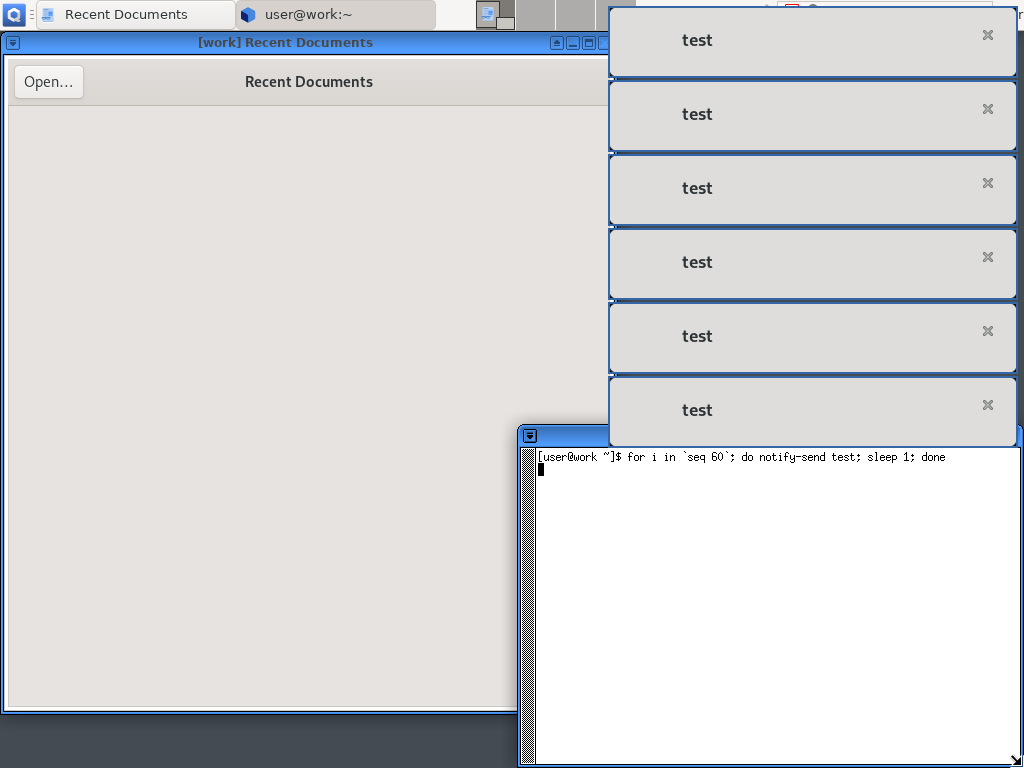 Recent Documents
user@work:~
[work] Recent Documents
Open...
Recent Documents
test
test
test
test
test
test
[user@work ~]$ for i in `seq 60`; do notify-send test; sleep 1; done